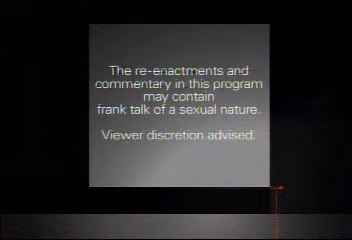 The re-enactments and
commentary in this program
may contain
frank talk of a sexual nature.
Viewer discretion advised.